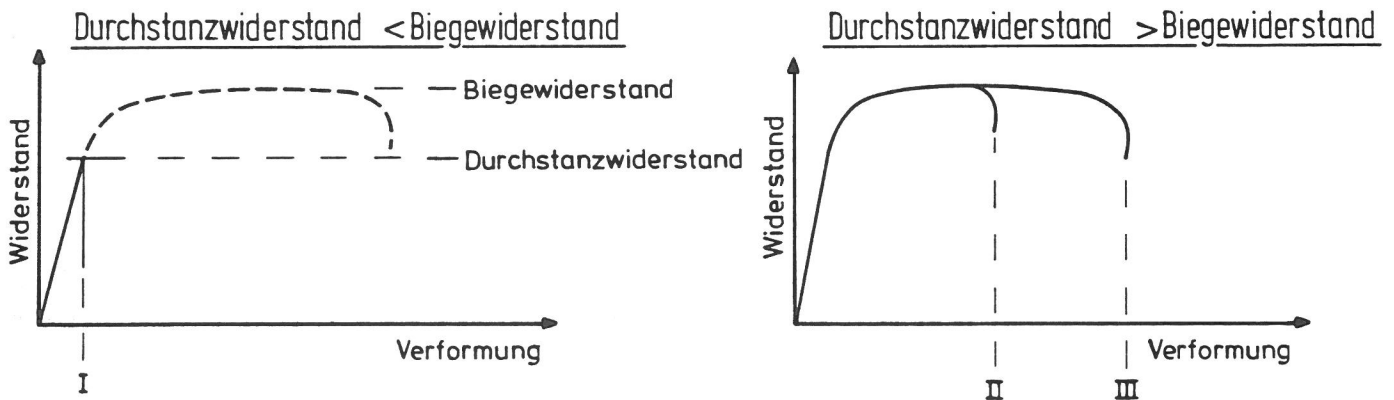 Durchstanzwiderstand < Biegewiderstand
Widerstand
Biegewiderstand
Durchstanzwiderstand
Verformung
I
Durchstanzwiderstand > Biegewiderstand
Widerstand
Verformung
II
III